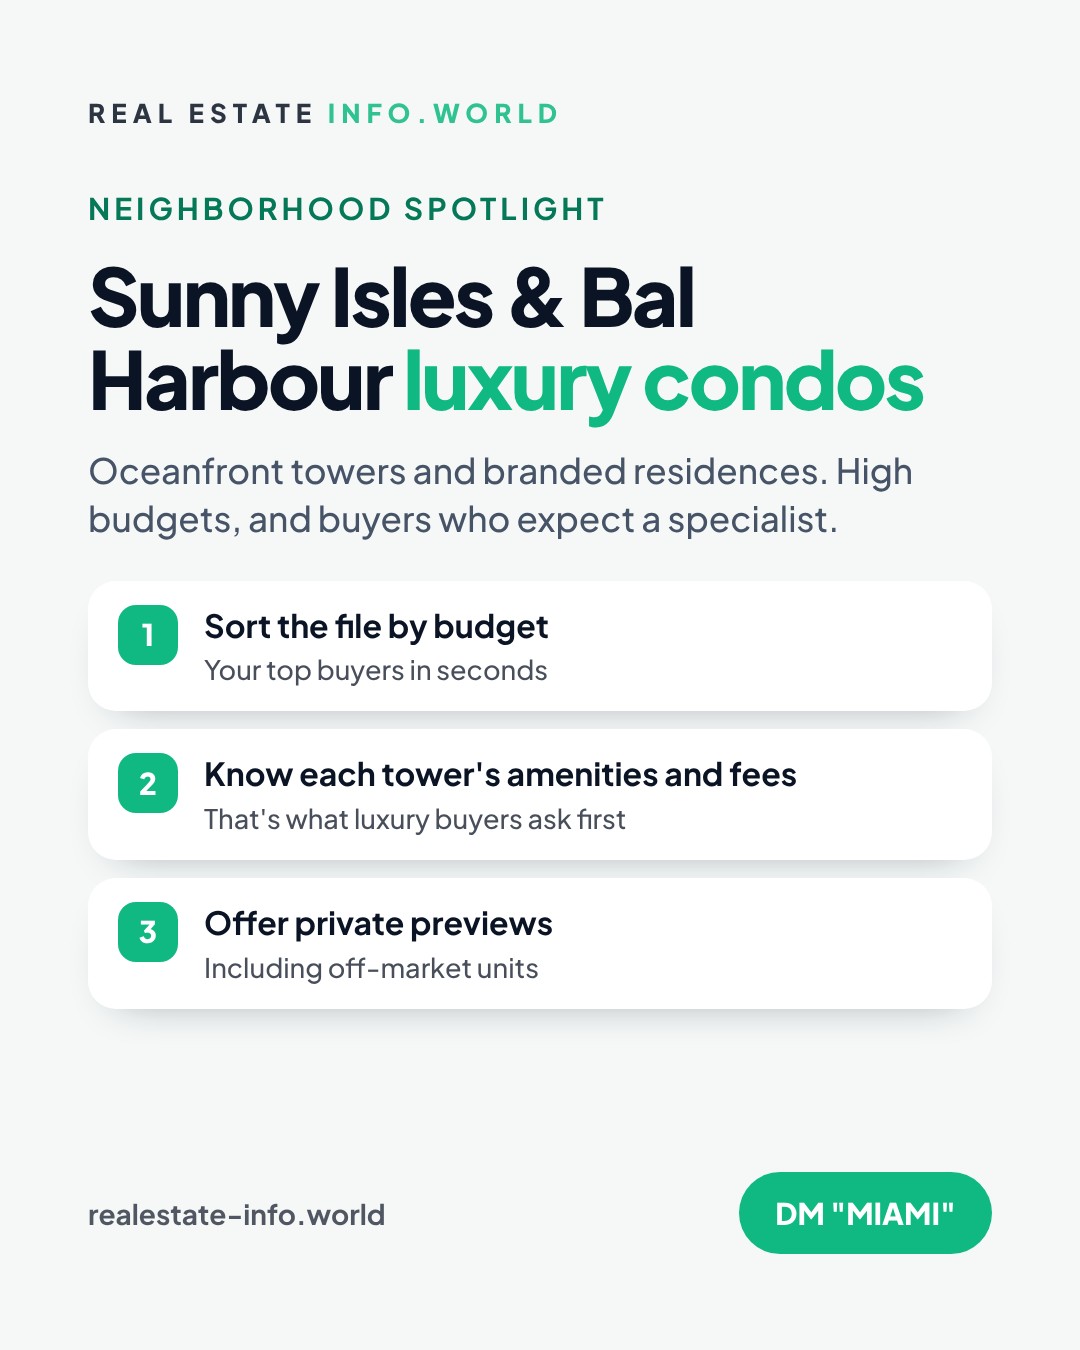 REAL ESTATE INFO.WORLD
NEIGHBORHOOD SPOTLIGHT
Sunny Isles & Bal
Harbour luxury condos
Oceanfront towers and branded residences. High
budgets, and buyers who expect a specialist.
1 Sort the file by budget
Your top buyers in seconds
2 Know each tower's amenities and fees
That's what luxury buyers ask first
3 Offer private previews
Including off-market units
realestate-info.world
DM "MIAMI"